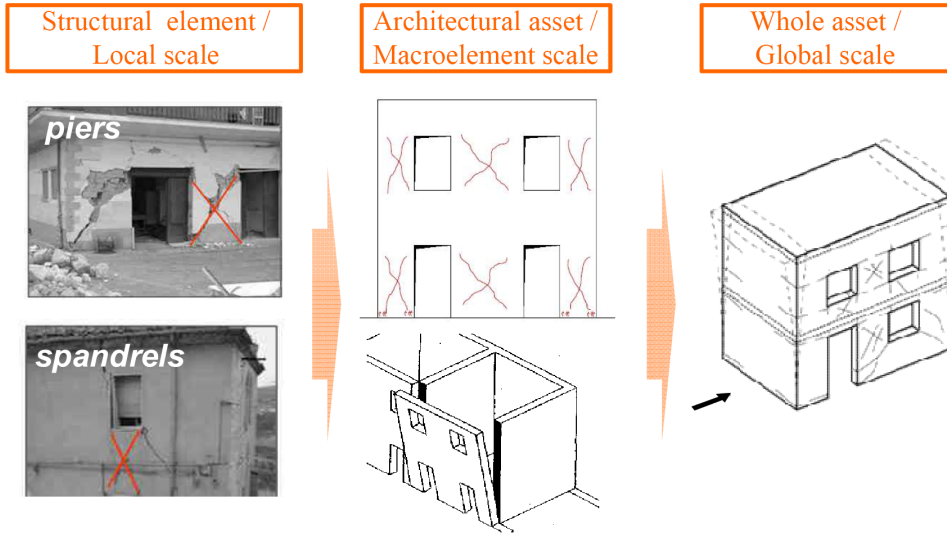 Structural element /
Local scale
Architectural asset /
Macroelement scale
Whole asset /
Global scale
piers
spandrels